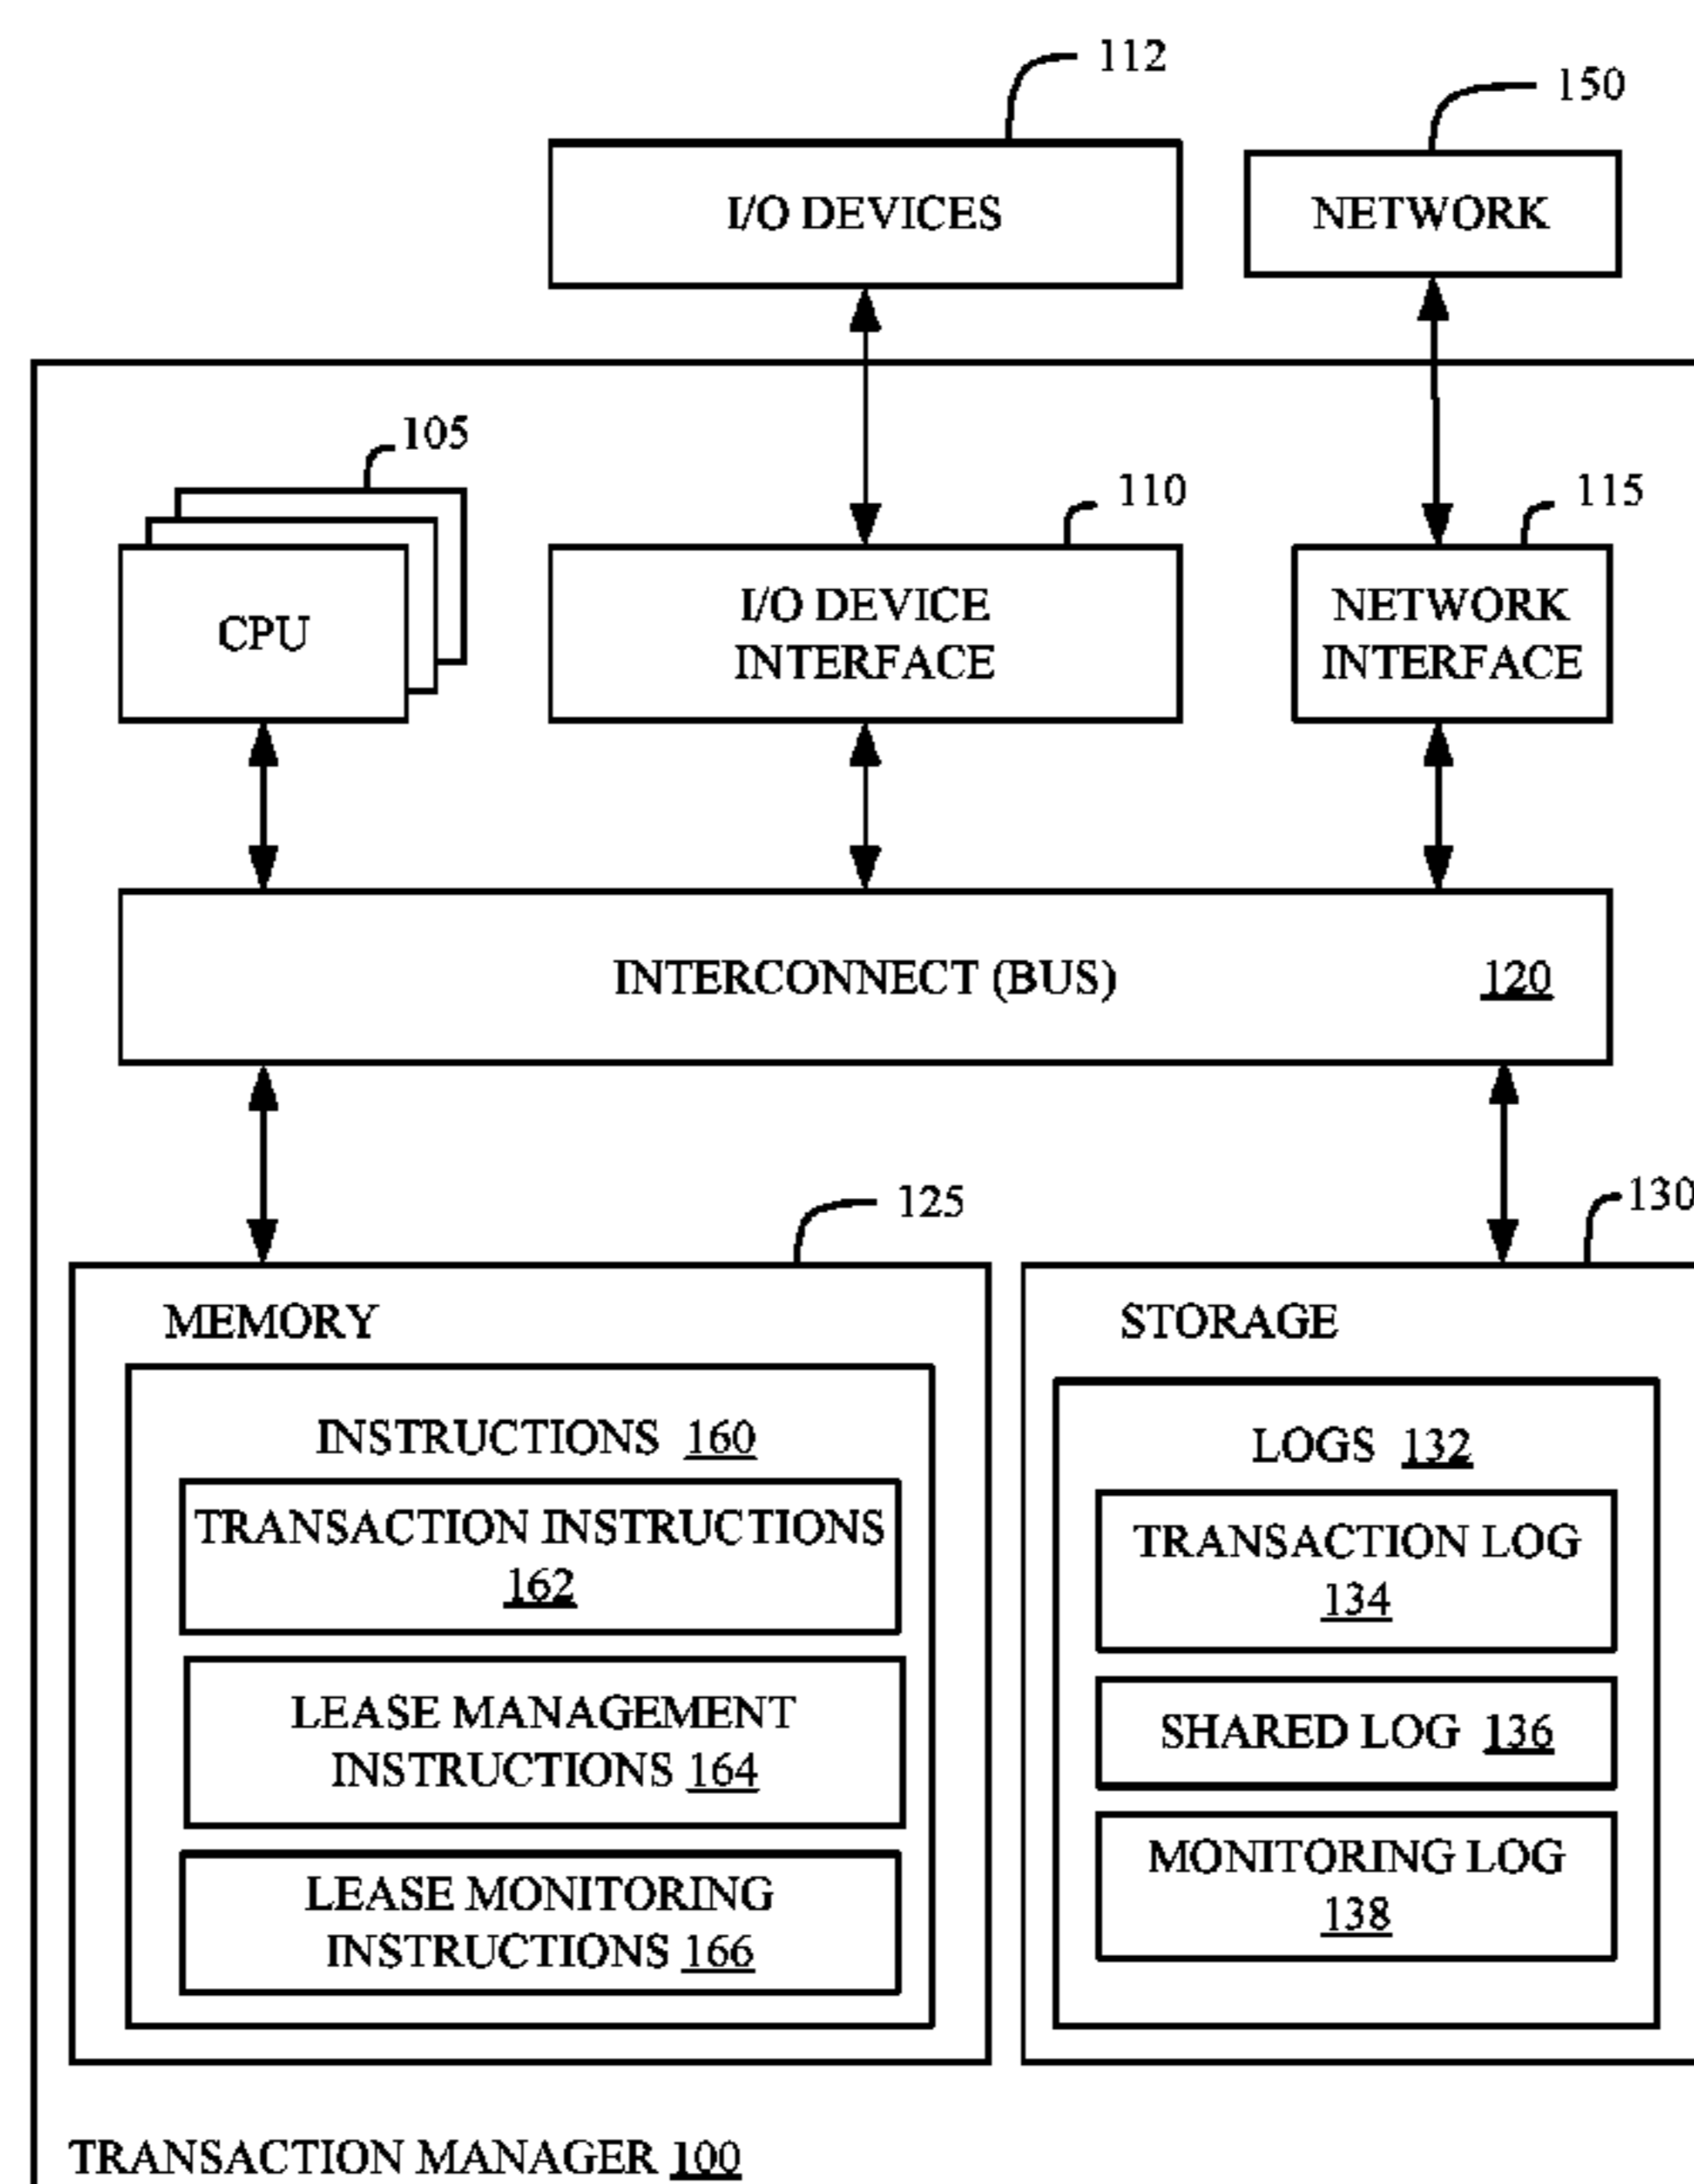 112
150
I/O DEVICES
NETWORK
105
110
115
CPU
I/O DEVICE
INTERFACE
NETWORK
INTERFACE
INTERCONNECT (BUS) 120
125
130
MEMORY
INSTRUCTIONS 160
TRANSACTION INSTRUCTIONS
162
LEASE MANAGEMENT
INSTRUCTIONS 164
LEASE MONITORING
INSTRUCTIONS 166
STORAGE
LOGS 132
TRANSACTION LOG
134
SHARED LOG 136
MONITORING LOG
138
TRANSACTION MANAGER 100